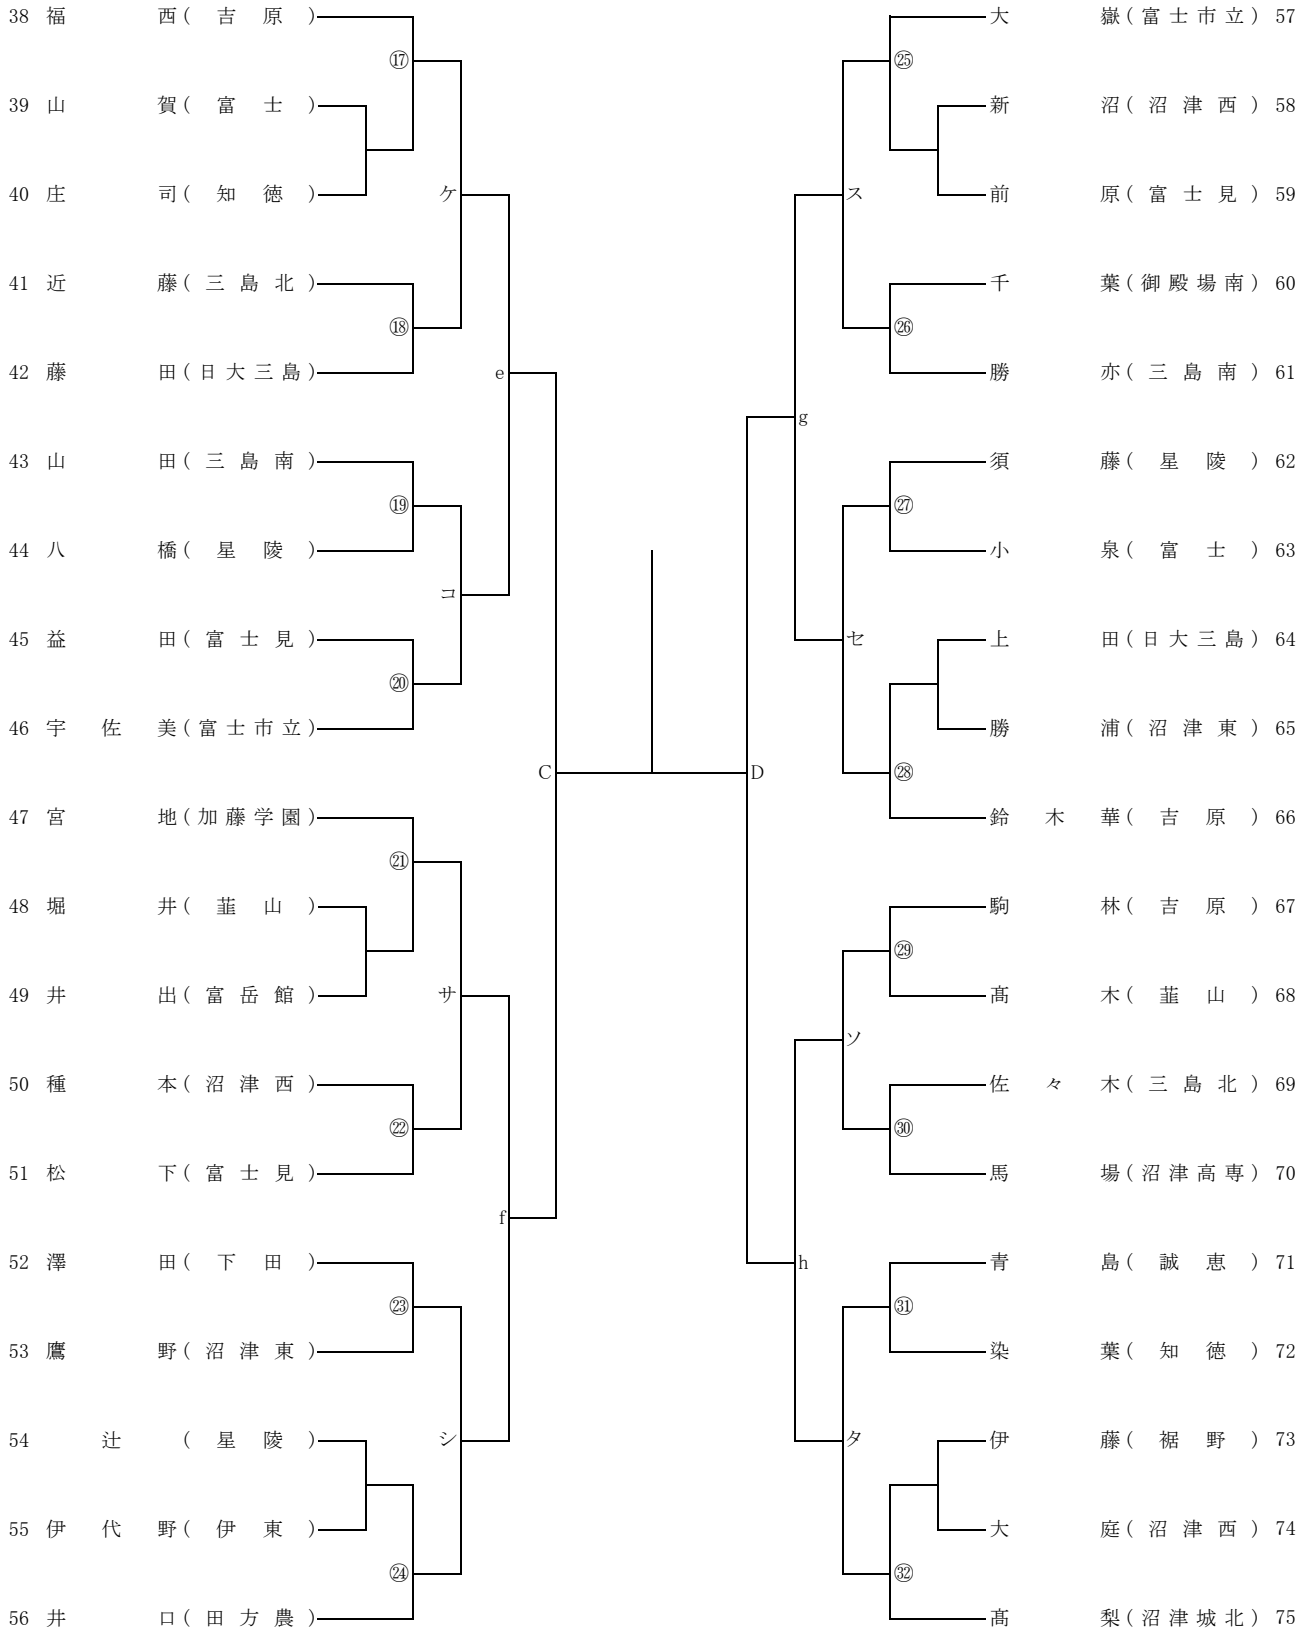 38 福西(吉原)
⑰
39 山賀(富士)
40 庄司(知徳)
ケ
41 近藤(三島北)
⑱
42 藤田(日大三島)
e
43 山田(三島南)
⑲
44 八橋(星陵)
コ
45 益田(富士見)
⑳
46 宇佐美(富士市立)
C
47 宮地(加藤学園)
㉑
48 堀井(韮山)
49 井出(富岳館)
サ
50 種本(沼津西)
㉒
51 松下(富士見)
f
52 澤田(下田)
㉓
53 鷹野(沼津東)
54 辻(星陵)
シ
55 伊代野(伊東)
㉔
56 井口(田方農)
大嶽(富士市立) 57
㉕
新沼(沼津西) 58
前原(富士見) 59
ス
千葉(御殿場南) 60
㉖
勝亦(三島南) 61
g
須藤(星陵) 62
㉗
小泉(富士) 63
上田(日大三島) 64
セ
勝浦(沼津東) 65
㉘
D
鈴木華(吉原) 66
駒林(吉原) 67
㉙
髙木(韮山) 68
ソ
佐々木(三島北) 69
㉚
馬場(沼津高専) 70
h
青島(誠恵) 71
㉛
染葉(知徳) 72
伊藤(裾野) 73
タ
大庭(沼津西) 74
㉜
髙梨(沼津城北) 75